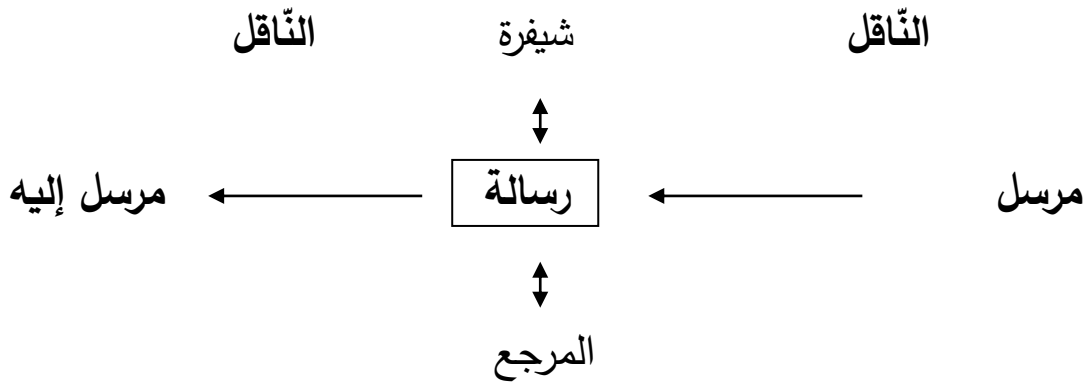 النّاقل شيفرة النّاقل
مرسل رسالة مرسل إليه
المرجع